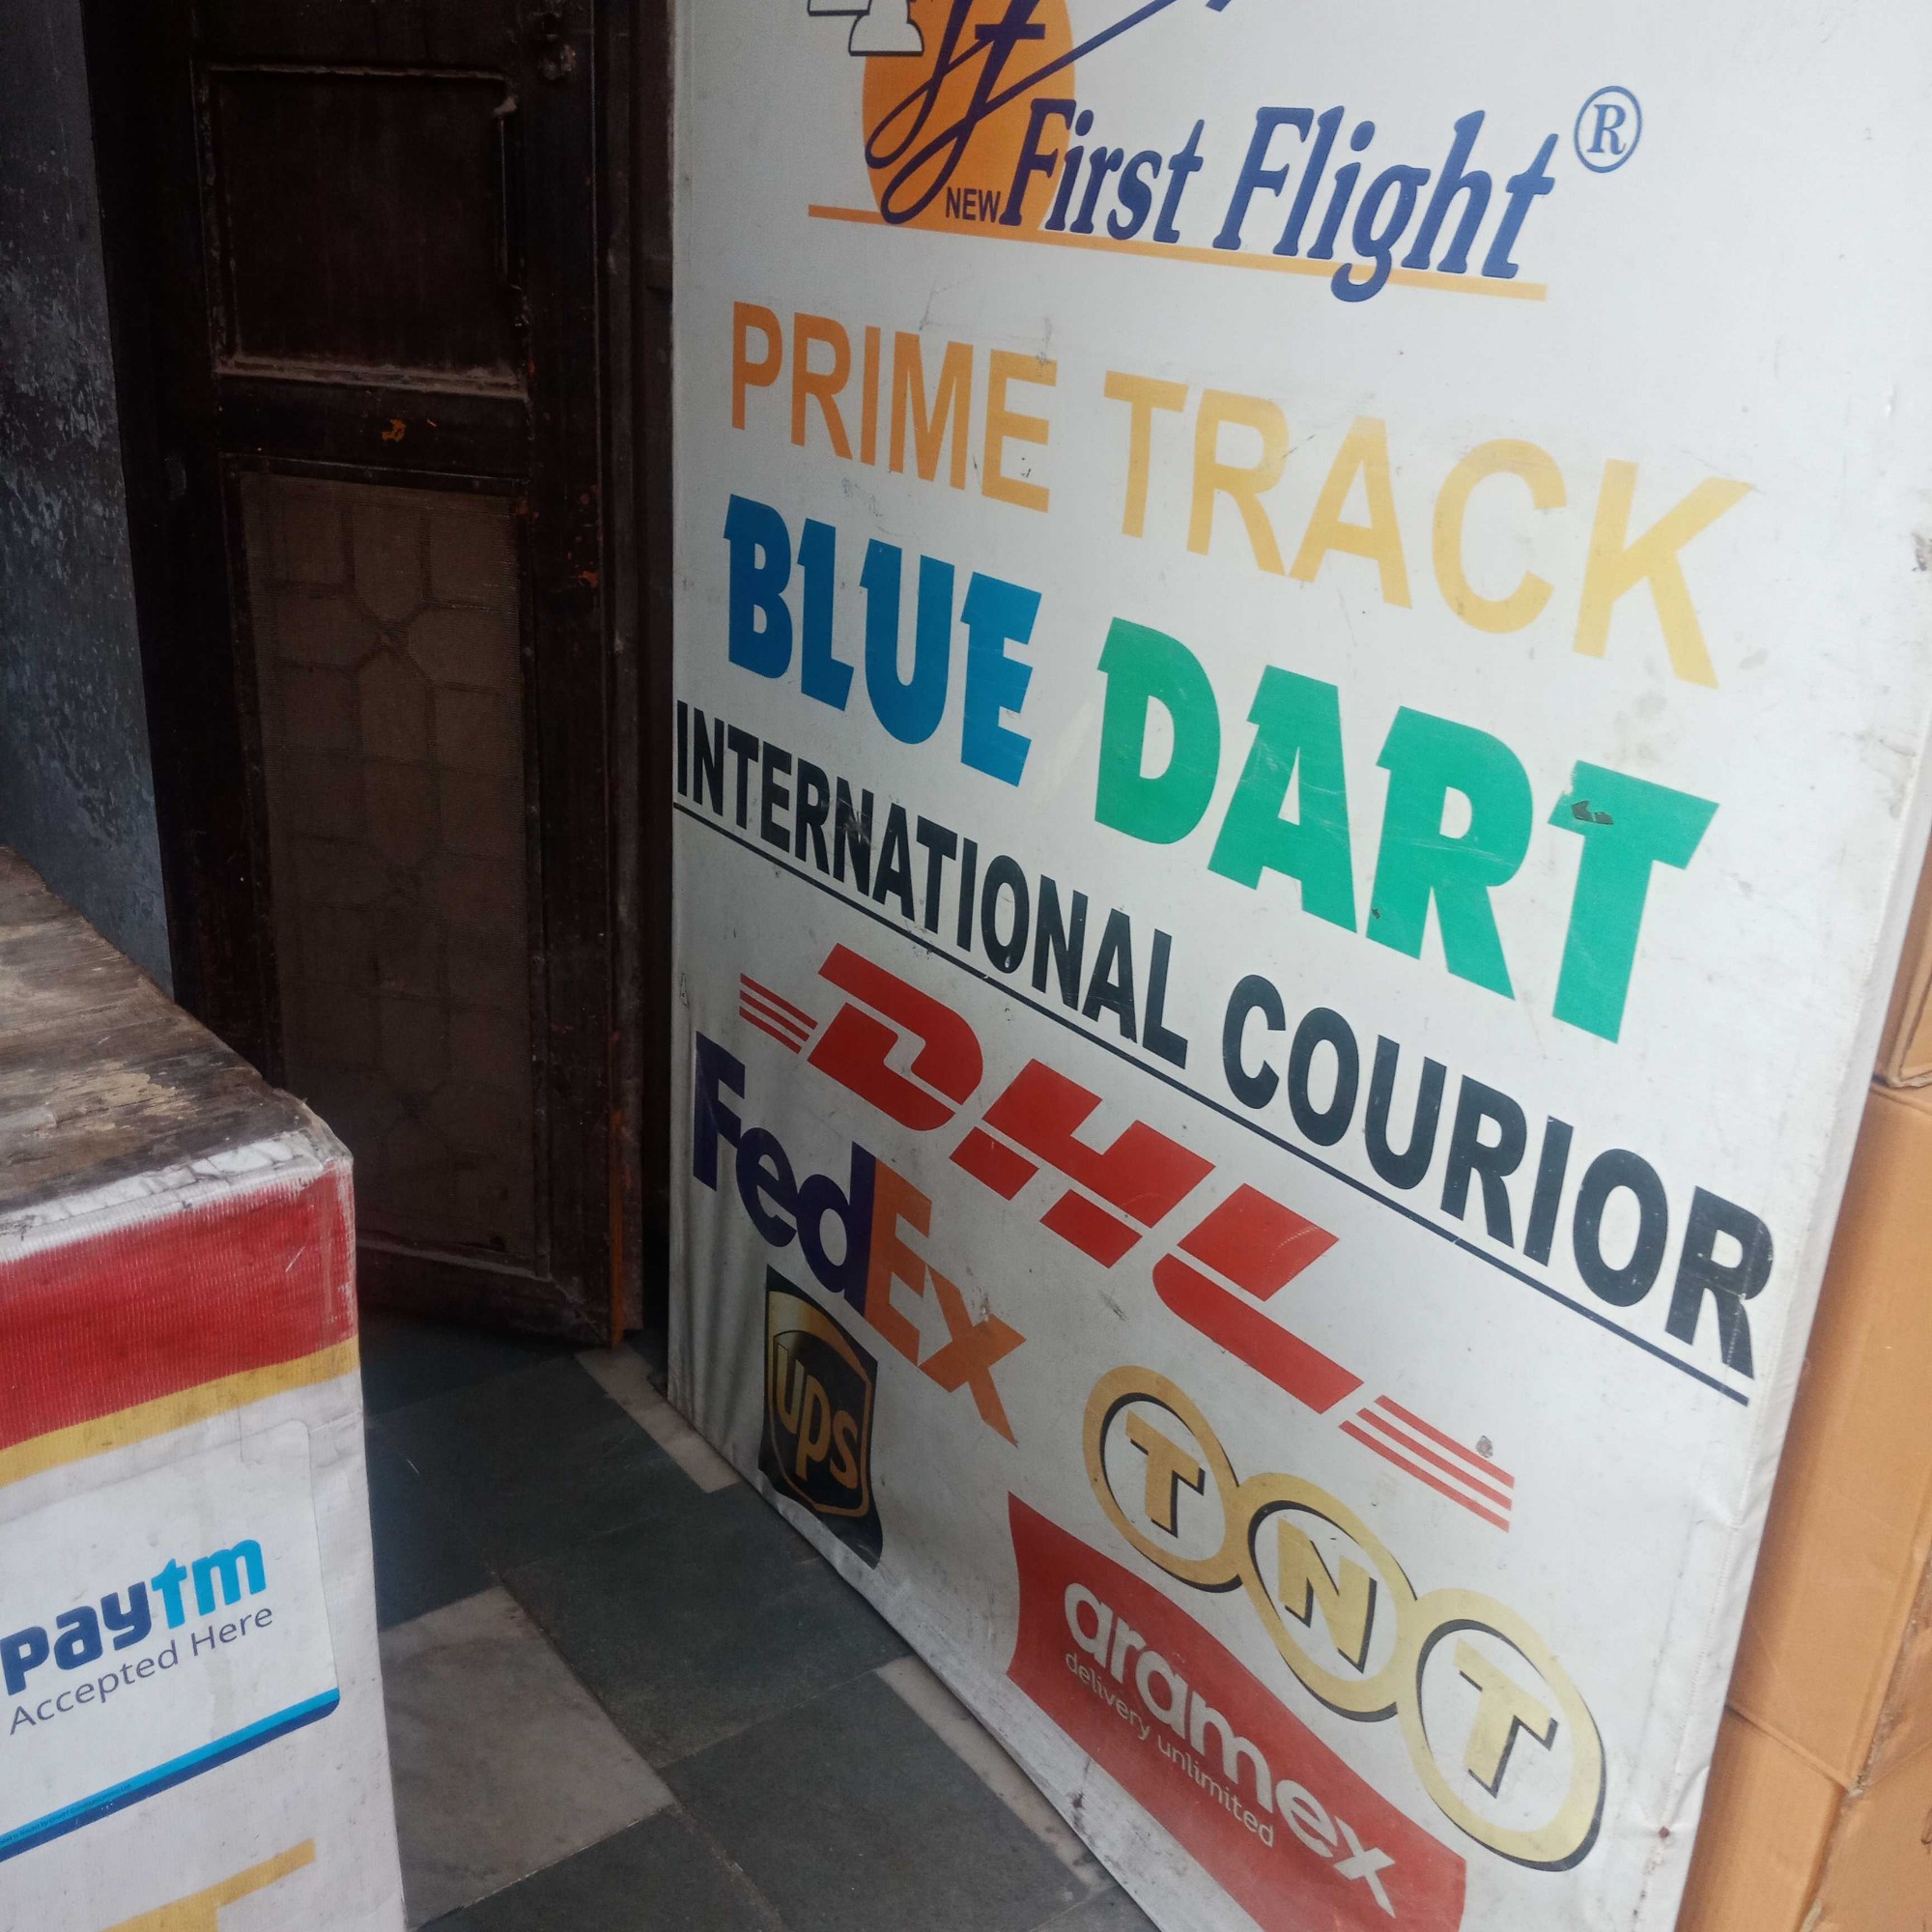 NEW First Flight ®
PRIME TRACK
BLUE DART
INTERNATIONAL COURIOR
DHL
FedEx
ups
TNT
aramex
delivery unlimited
paytm
Accepted Here